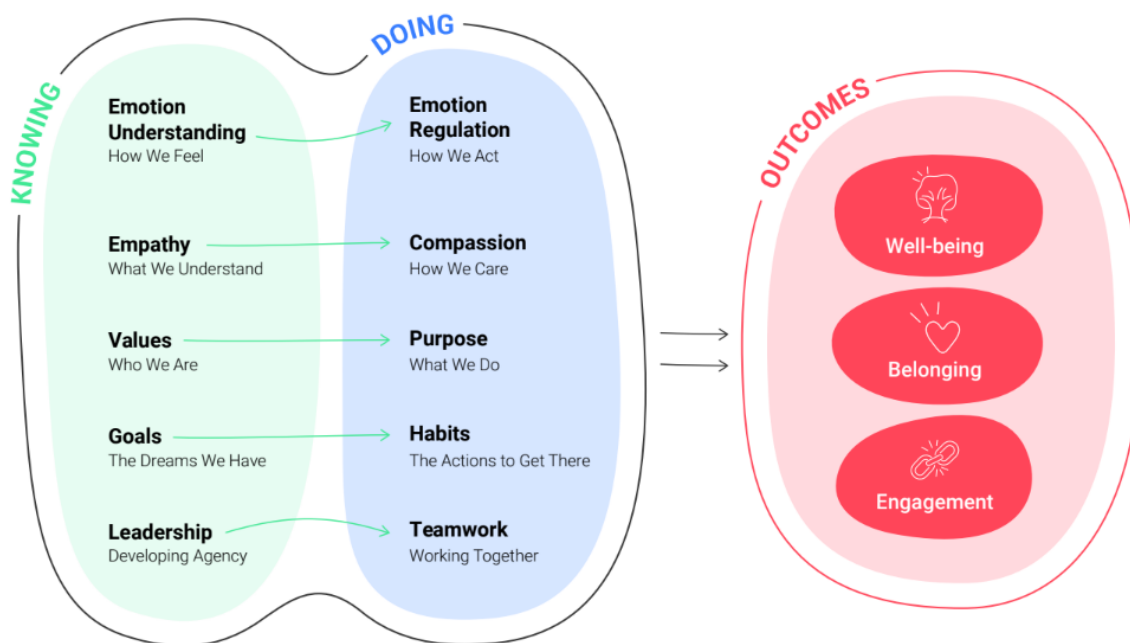 KNOWING
Emotion
Understanding
How We Feel
Empathy
What We Understand
Values
Who We Are
Goals
The Dreams We Have
Leadership
Developing Agency
DOING
Emotion
Regulation
How We Act
Compassion
How We Care
Purpose
What We Do
Habits
The Actions to Get There
Teamwork
Working Together
OUTCOMES
Well-being
Belonging
Engagement